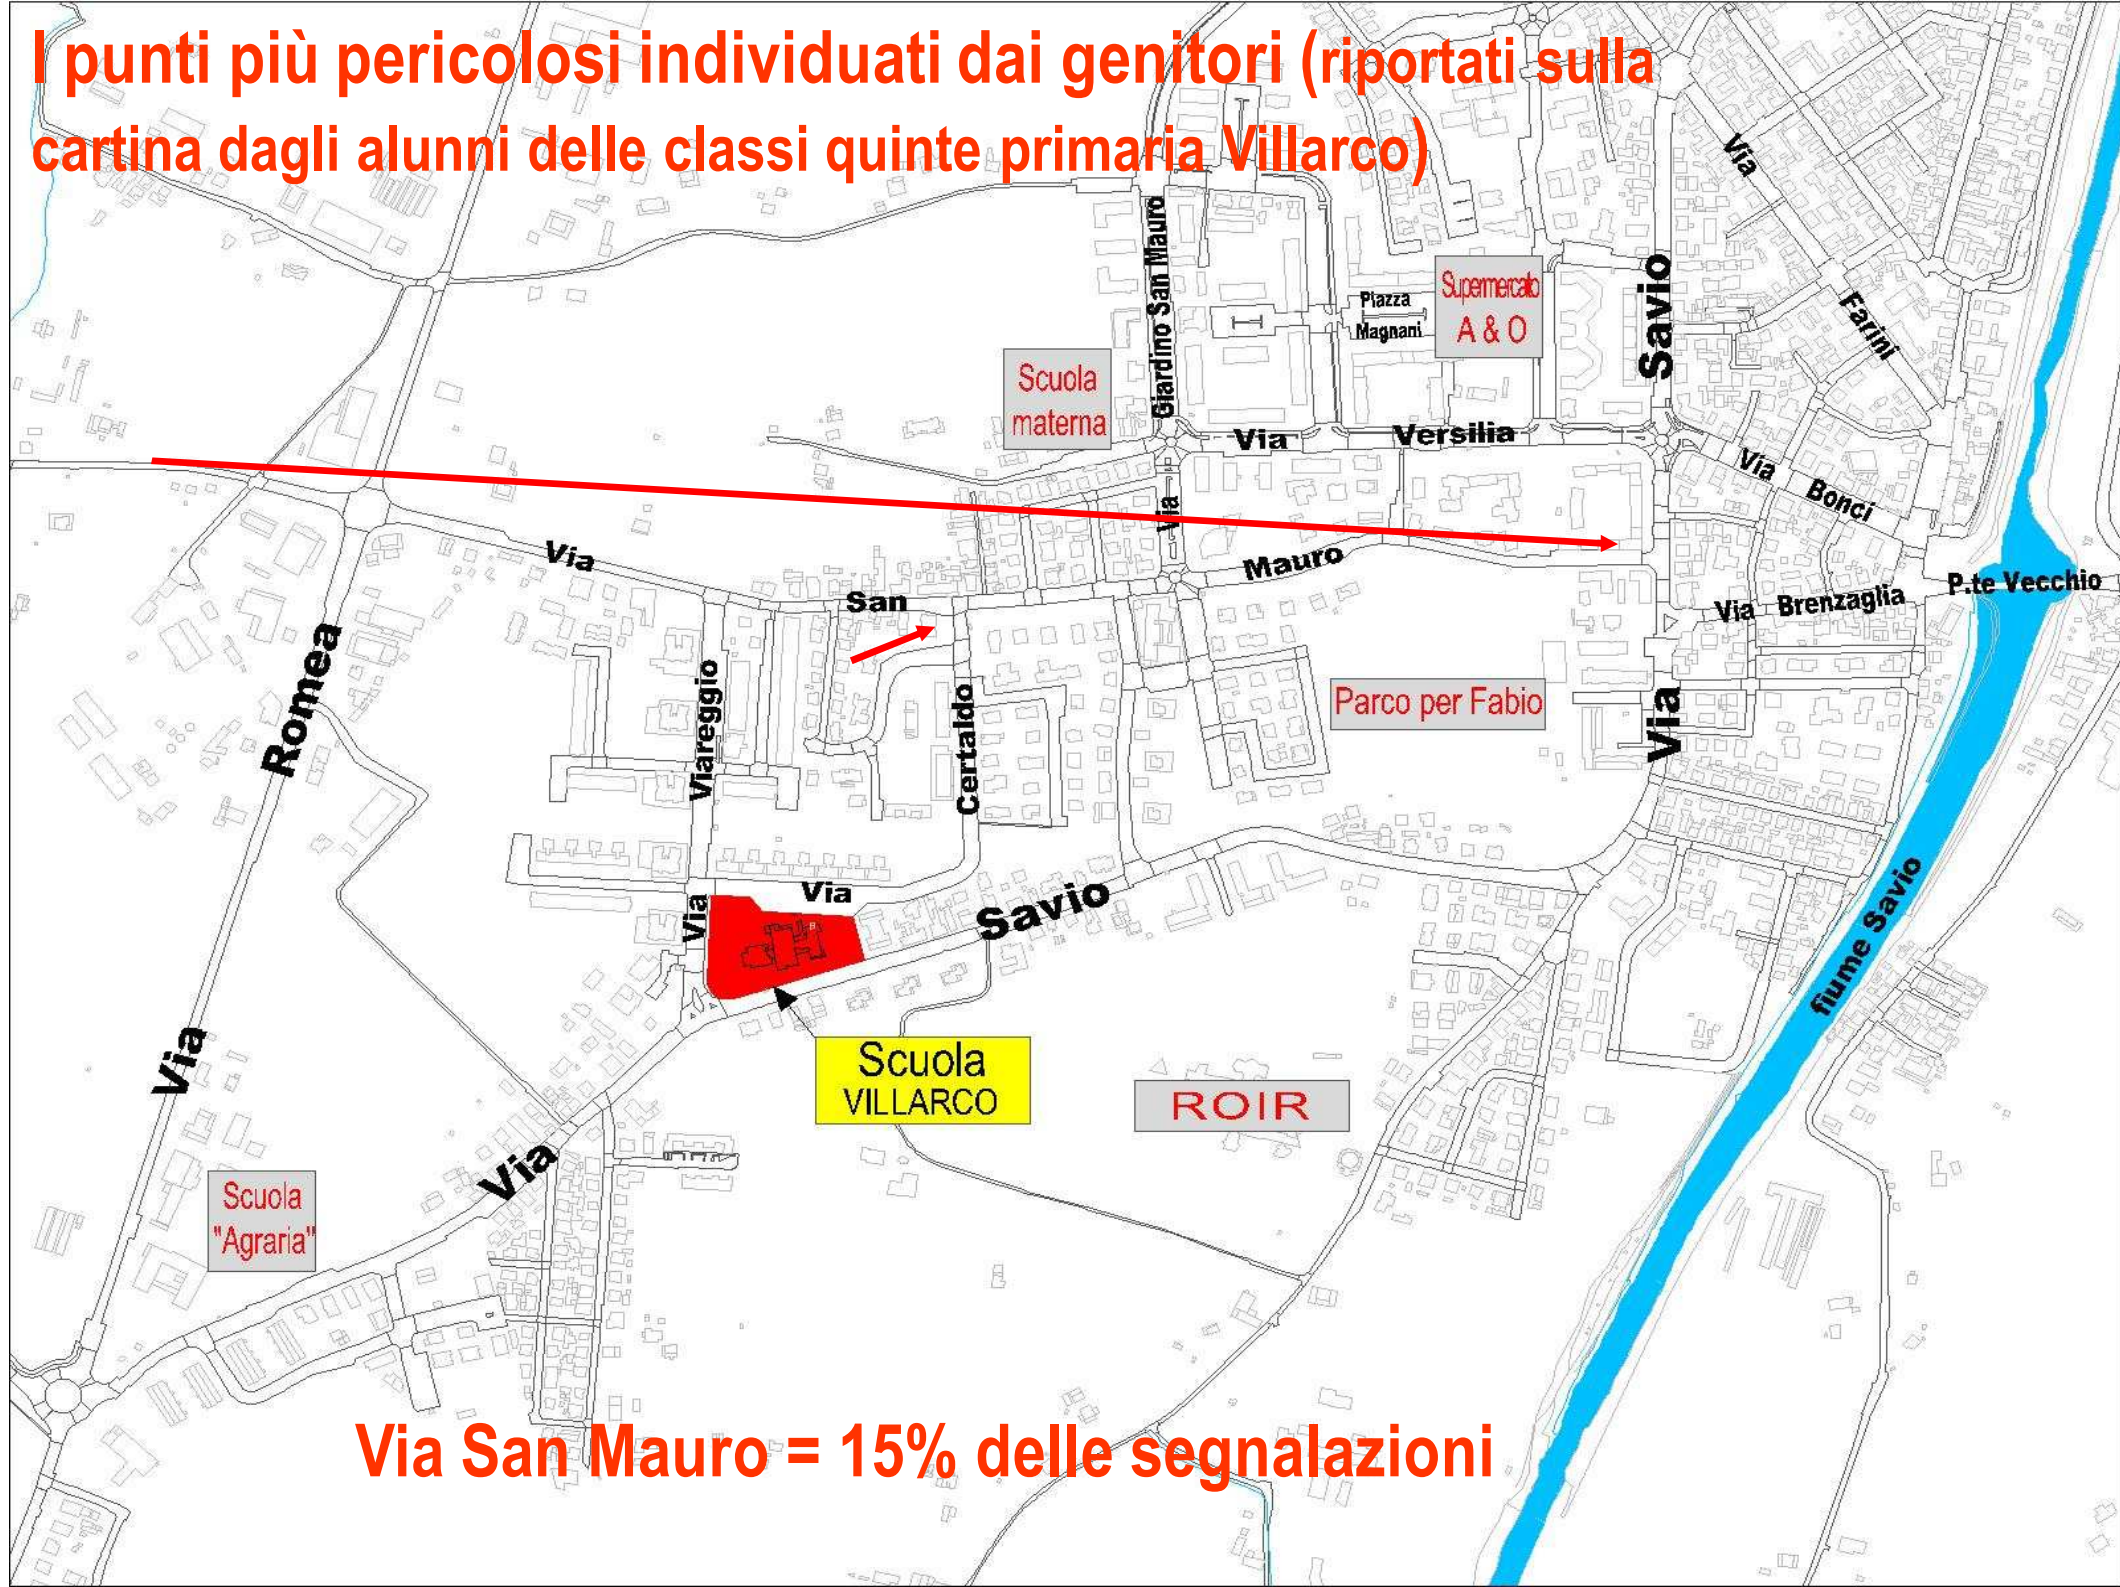 I punti più pericolosi individuati dai genitori (riportati sulla
cartina dagli alunni delle classi quinte primaria Villarco)
Via
Farini
Savio
Giardino San Mauro
Supermercato
A & O
Piazza
Magnani
Scuola
materna
Via Versilia
Via Bonci
Via
Via San Mauro
P.te Vecchio
Via Brenzaglia
Via Romea
Viareggio
Via
Certaldo
Via
Parco per Fabio
Via
Via Savio
fiume Savio
Scuola
VILLARCO
ROIR
Scuola
"Agraria"
Via San Mauro = 15% delle segnalazioni